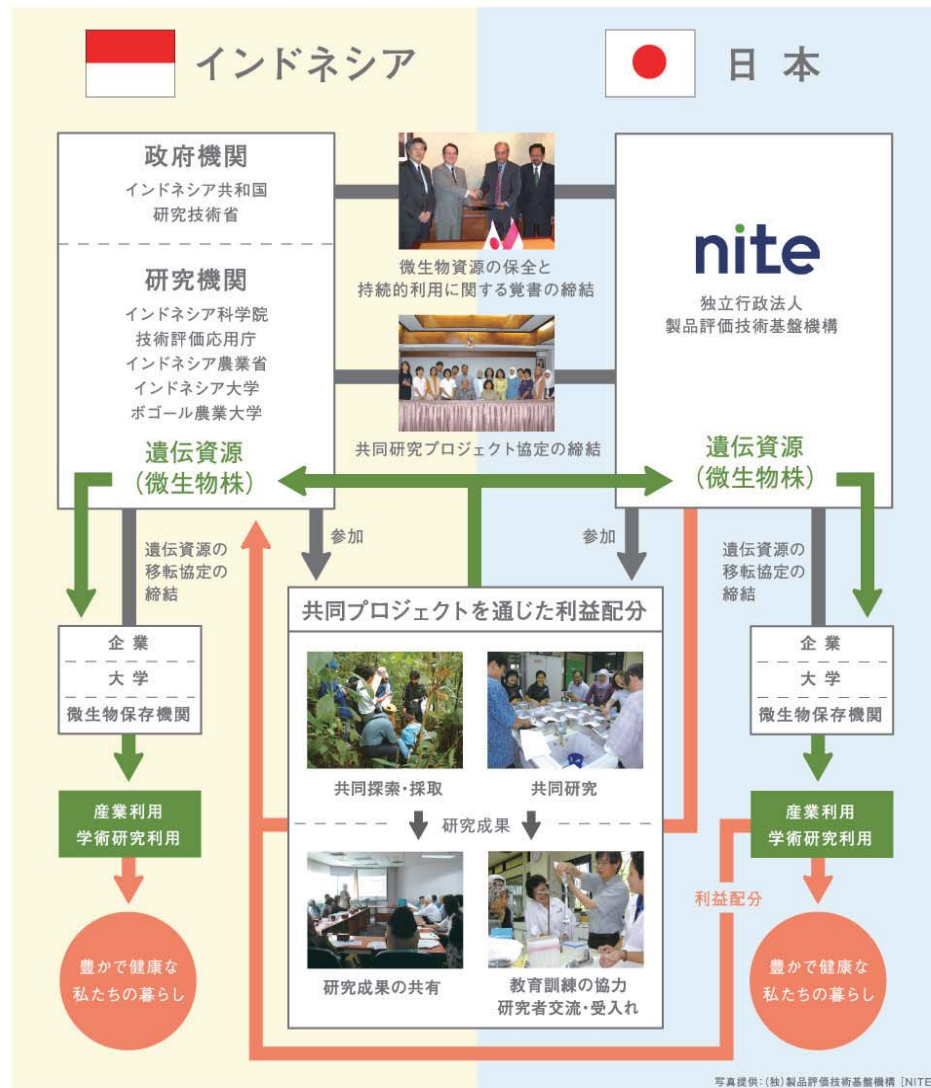 インドネシア
日本
政府機関
インドネシア共和国
研究技術省
研究機関
インドネシア科学院
技術評価応用庁
インドネシア農業省
インドネシア大学
ボゴール農業大学
遺伝資源
(微生物株)
微生物資源の保全と
持続的利用に関する覚書の締結
共同研究プロジェクト協定の締結
nite
独立行政法人
製品評価技術基盤機構
遺伝資源
(微生物株)
遺伝資源の
移転協定の
締結
参加
参加
遺伝資源の
移転協定の
締結
企業
大学
微生物保存機関
産業利用
学術研究利用
豊かで健康な
私たちの暮らし
共同プロジェクトを通じた利益配分
共同探索・採取
共同研究
研究成果
研究成果の共有
教育訓練の協力
研究者交流・受入れ
企業
大学
微生物保存機関
産業利用
学術研究利用
利益配分
豊かで健康な
私たちの暮らし
写真提供:(独)製品評価技術基盤機構 [NITE